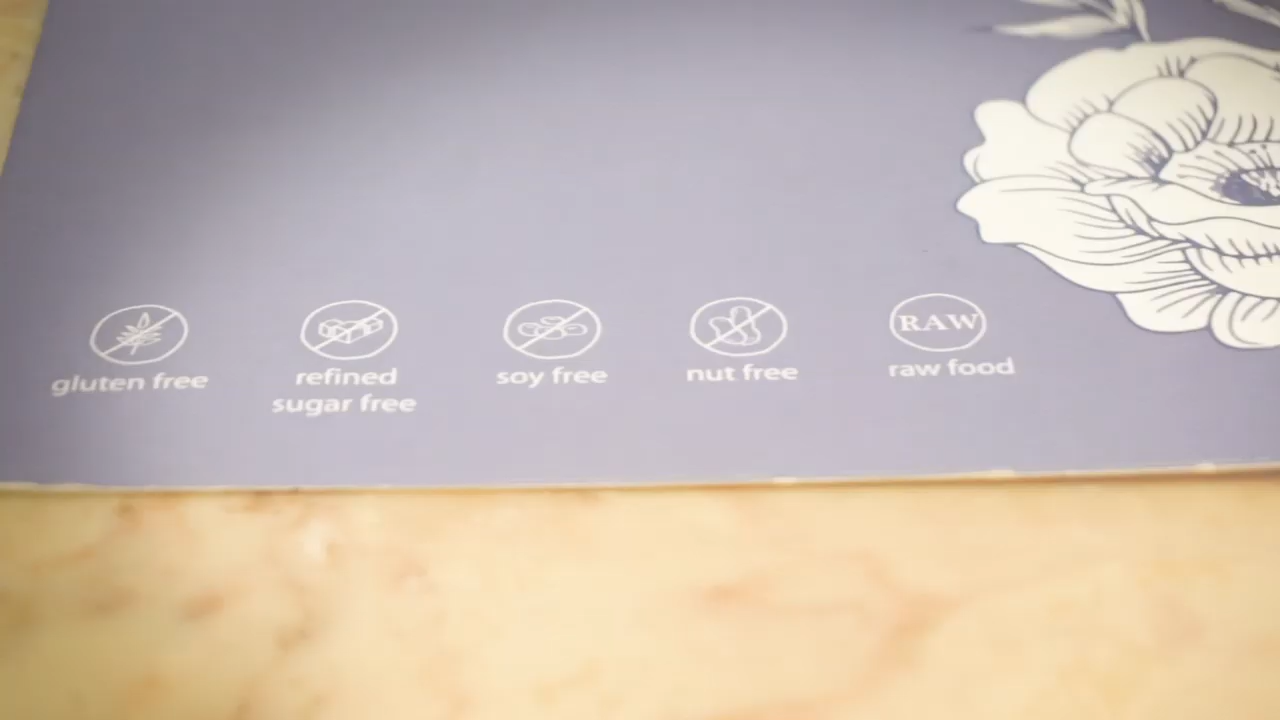 gluten free
refined
sugar free
soy free
nut free
RAW
raw food